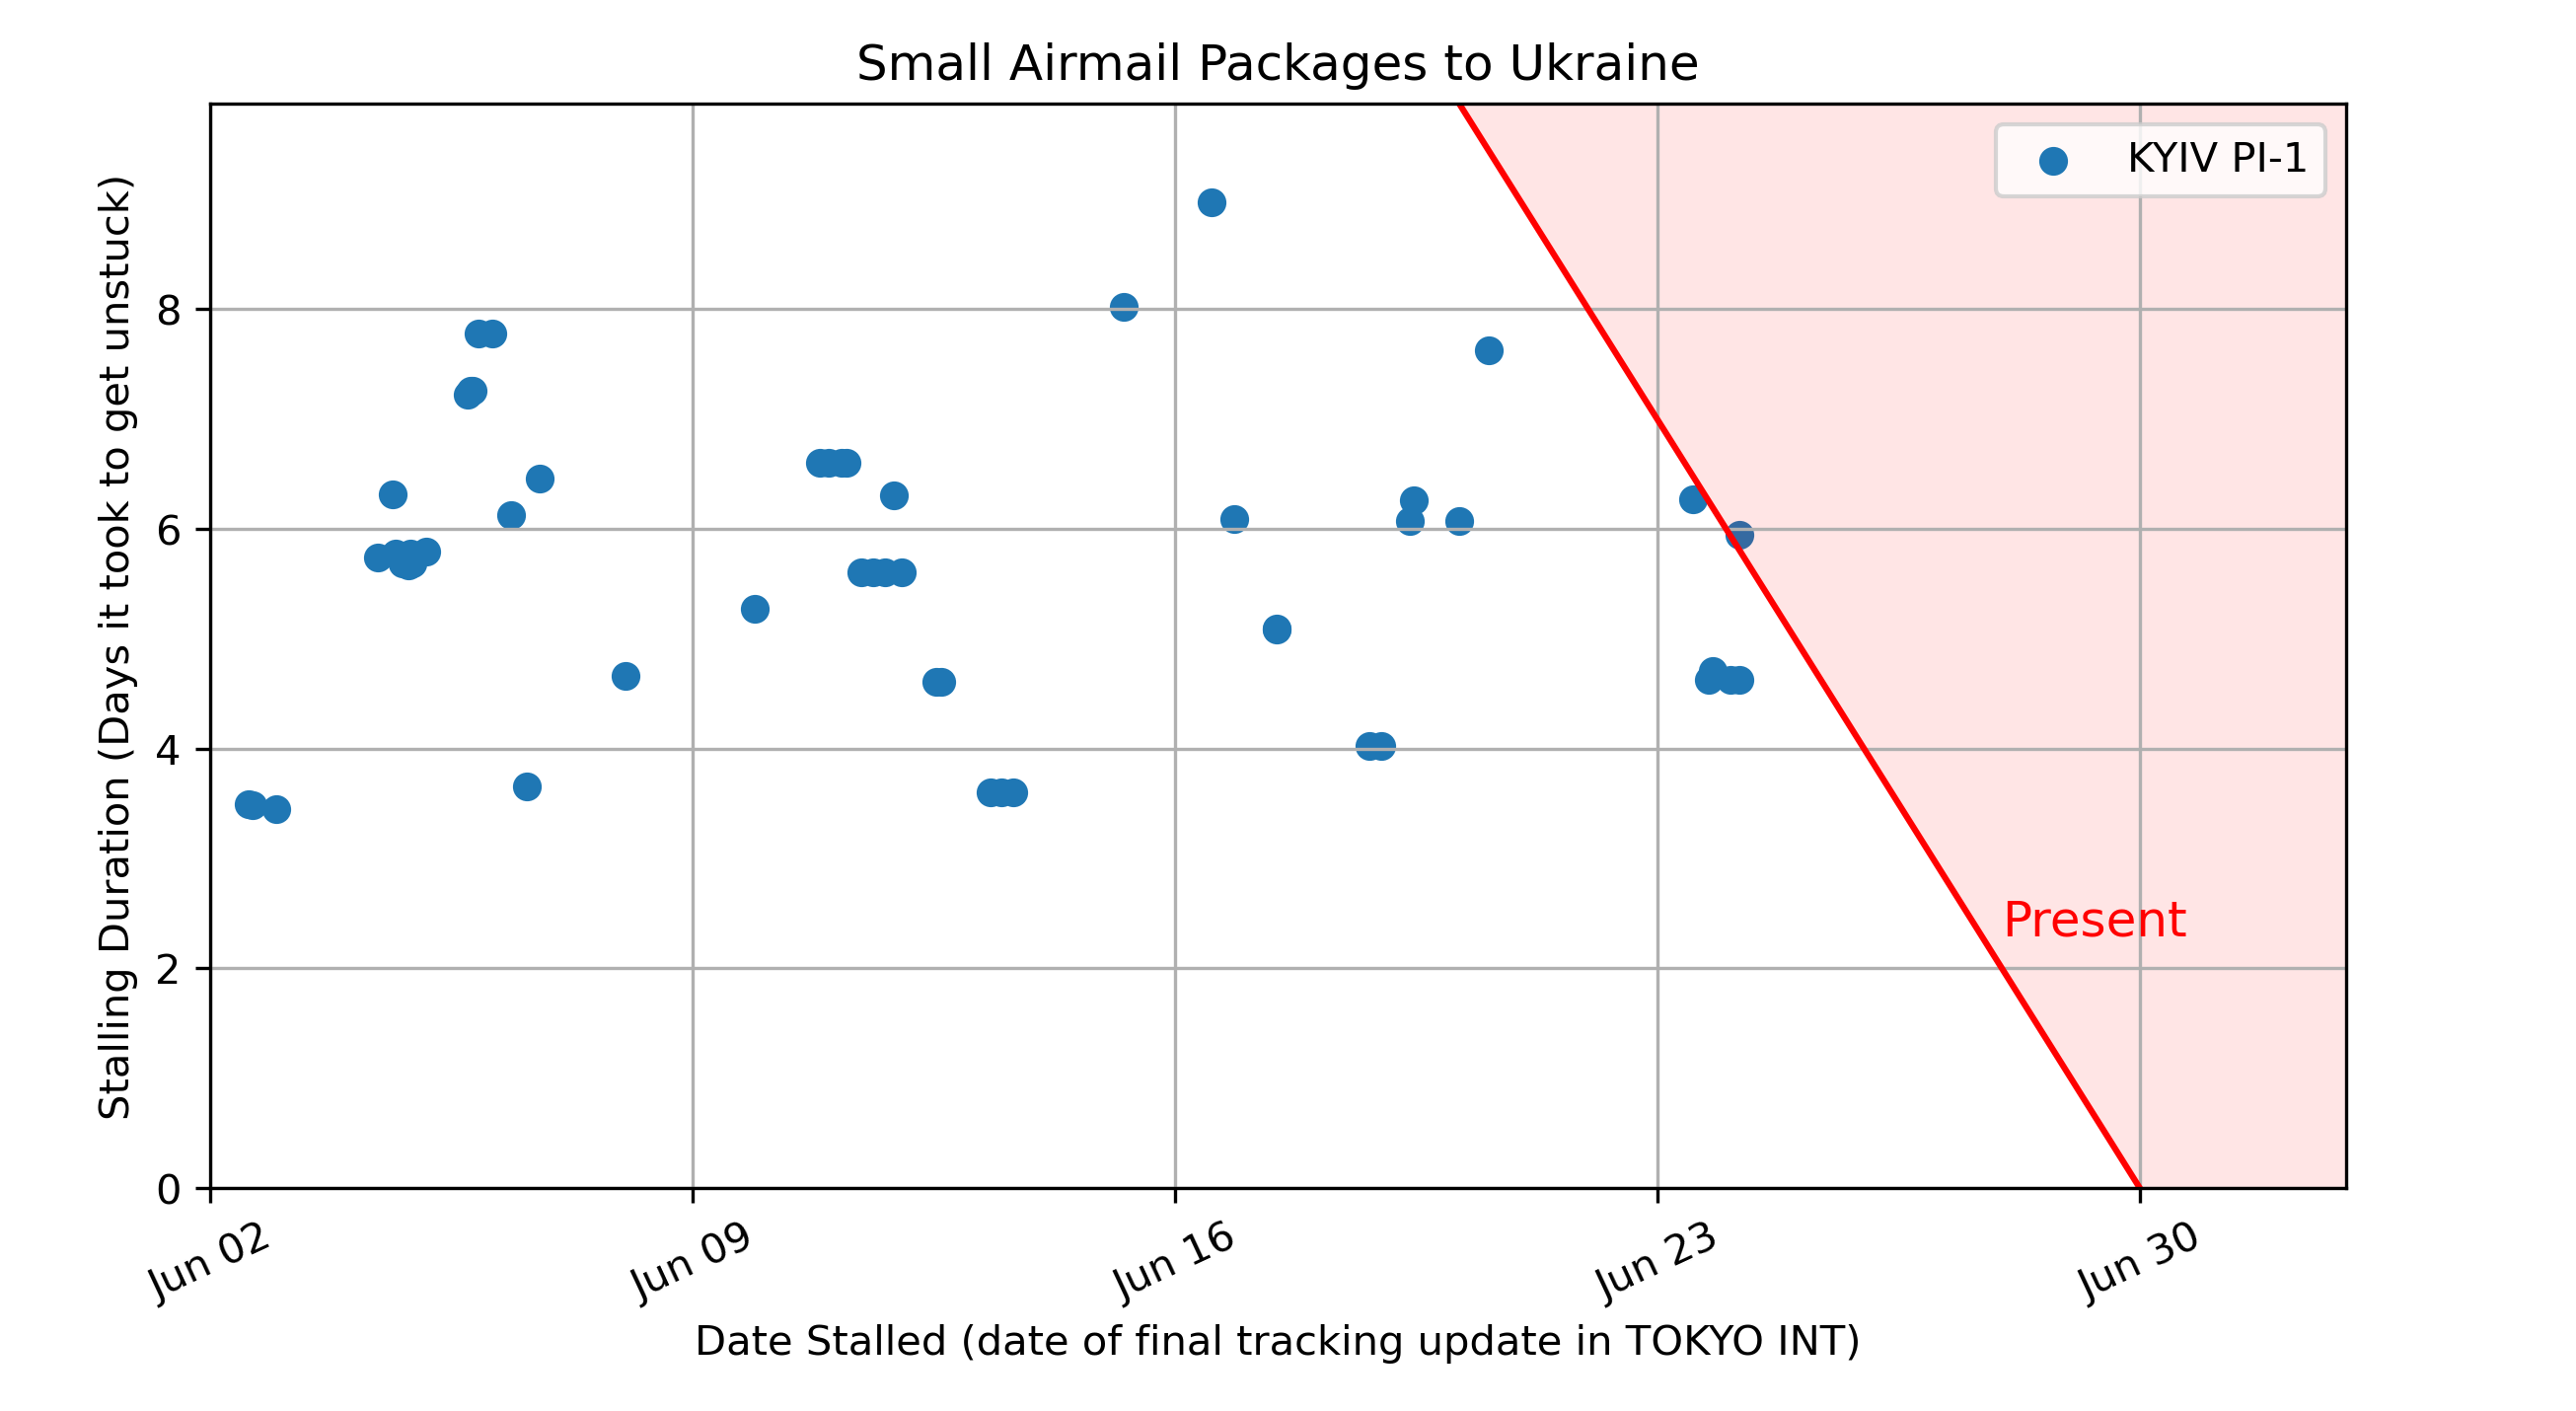 Small Airmail Packages to Ukraine
KYIV PI-1
Stalling Duration (Days it took to get unstuck)
8
6
4
2
0
Present
Jun 02
Jun 09
Jun 16
Jun 23
Jun 30
Date Stalled (date of final tracking update in TOKYO INT)